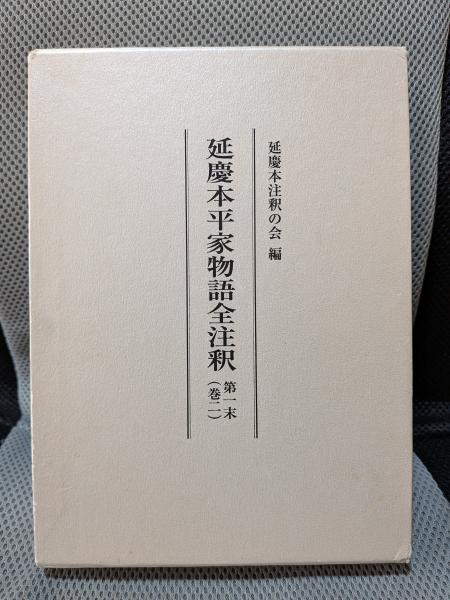 延慶本注釈の会 編
延慶本平家物語全注釈
第一末
（巻二）